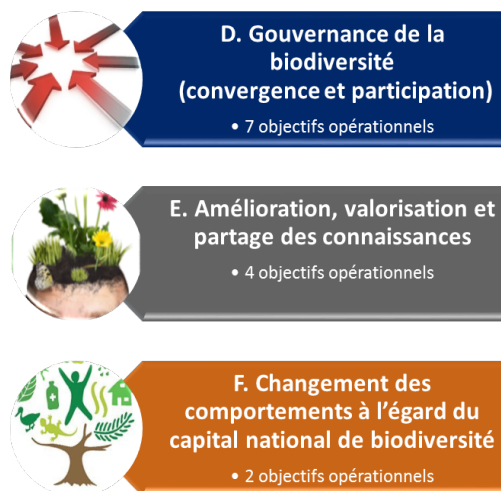 D. Gouvernance de la
biodiversité
(convergence et participation)
• 7 objectifs opérationnels
E. Amélioration, valorisation et
partage des connaissances
• 4 objectifs opérationnels
F. Changement des
comportements à l’égard du
capital national de biodiversité
• 2 objectifs opérationnels